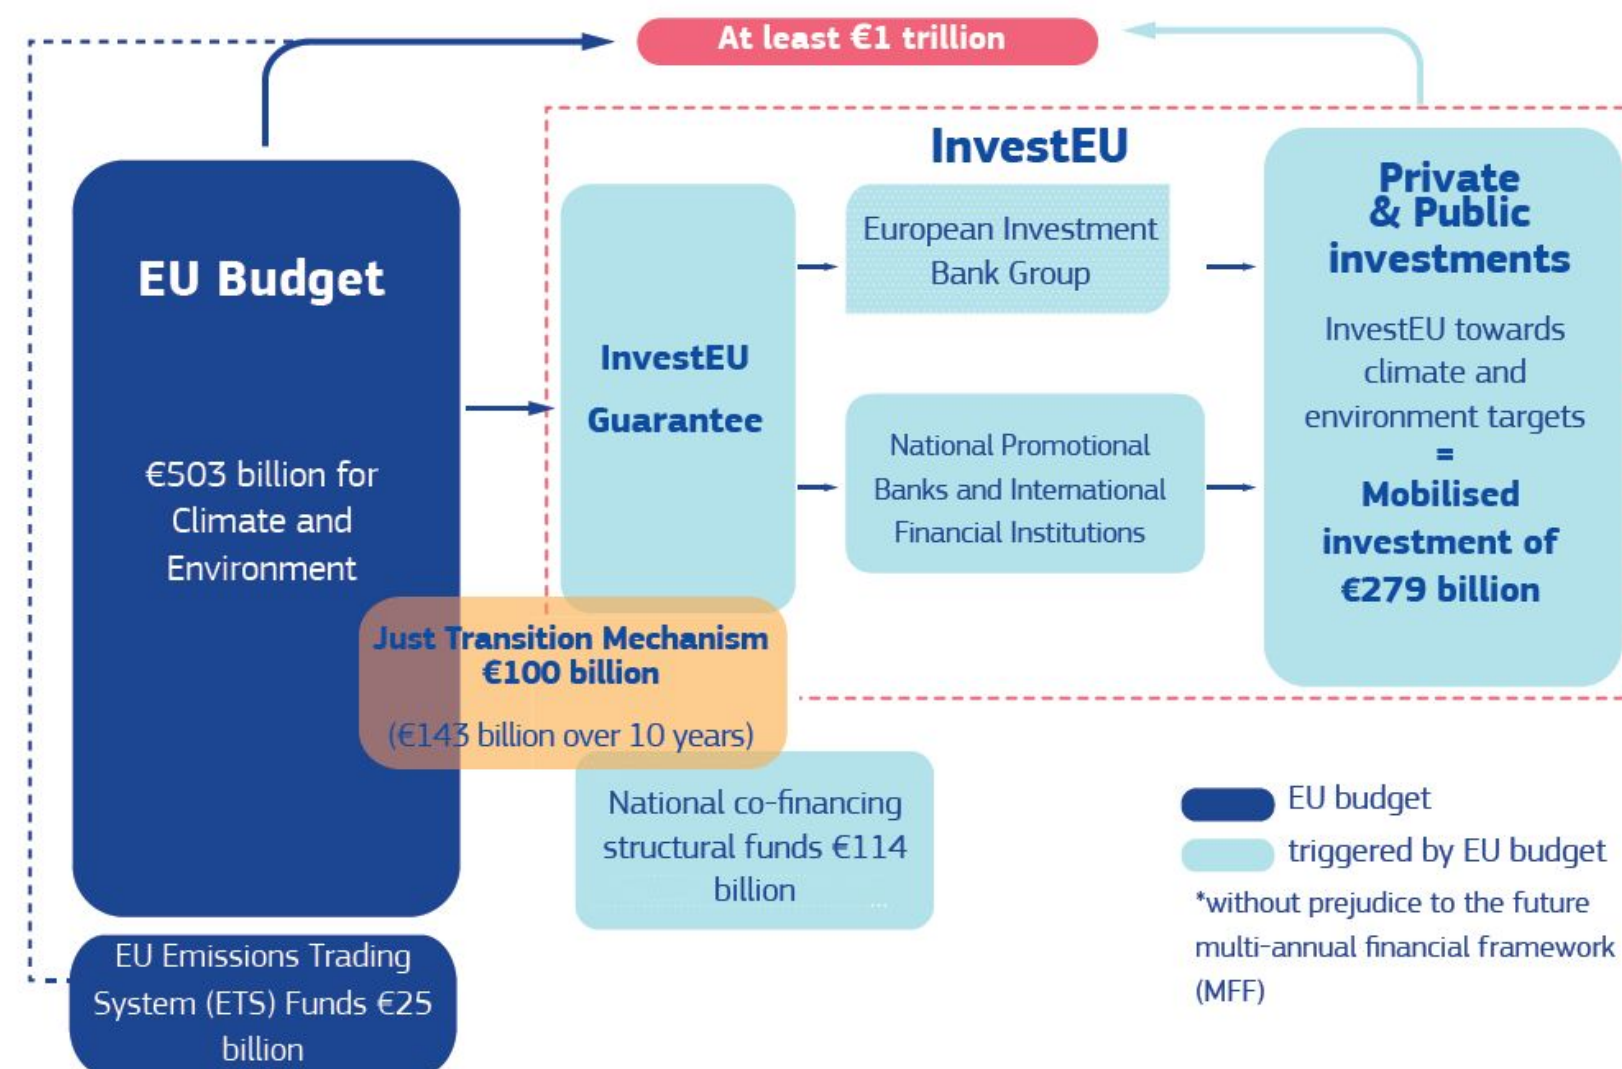 At least €1 trillion
EU Budget
€503 billion for
Climate and
Environment
InvestEU
InvestEU
Guarantee
European Investment
Bank Group
National Promotional
Banks and International
Financial Institutions
Private
& Public
investments
InvestEU towards
climate and
environment targets
=
Mobilised
investment of
€279 billion
Just Transition Mechanism
€100 billion
(€143 billion over 10 years)
National co-financing
structural funds €114
billion
...
EU Emissions Trading
System (ETS) Funds €25
billion
EU budget
triggered by EU budget
*without prejudice to the future
multi-annual financial framework
(MFF)